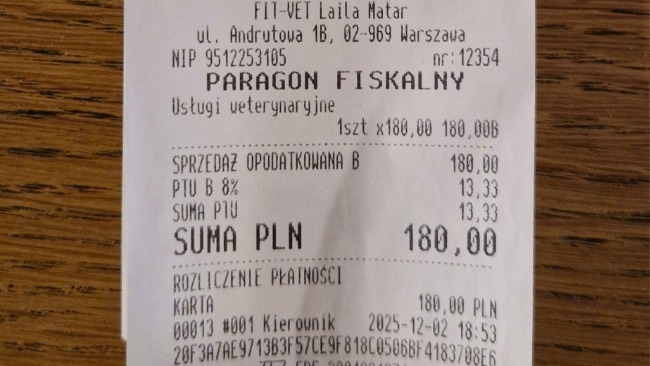 FIT-VET Laila Matar
ul. Andrutowa 1B, 02-969 Warszawa
NIP 9512253105 nr:12354
PARAGON FISKALNY
Usługi weterynaryjne
1szt x180,00 180,00B
SPRZEDAŻ OPODATKOWANA B 180,00
PTU B 8% 13,33
SUMA PTU 13,33
SUMA PLN 180,00
ROZLICZENIE PŁATNOŚCI
KARTA 180,00 PLN
00013 #001 Kierownik 2025-12-02 18:53
20F3A7AE9713B3F57CE9F818C0506BF4183708E6